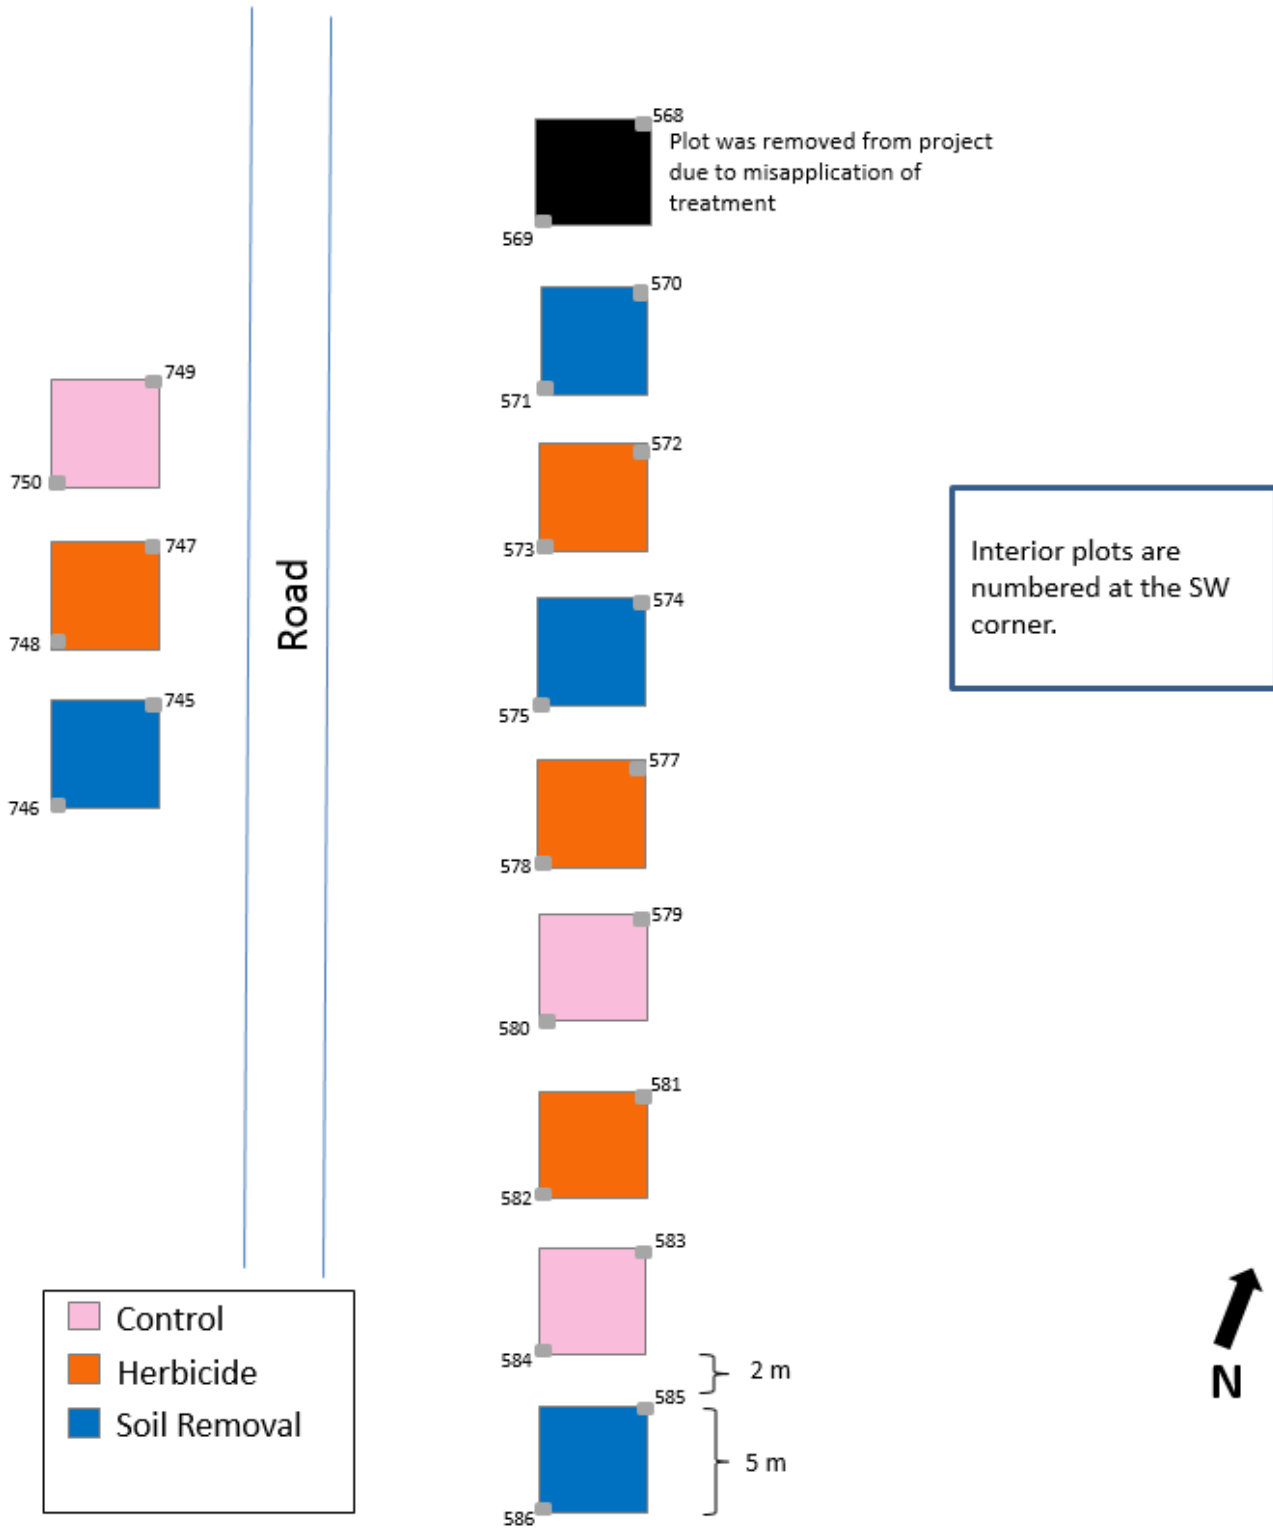 568
Plot was removed from project
due to misapplication of
treatment
569
570
571
749
750
572
573
747
748
574
575
745
746
Road
Interior plots are
numbered at the SW
corner.
577
578
579
580
581
582
583
584
2 m
585
5 m
586
Control
Herbicide
Soil Removal
N